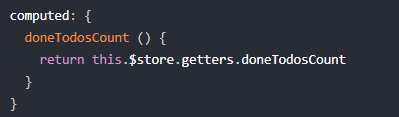 computed: {
  doneTodosCount () {
    return this.$store.getters.doneTodosCount
  }
}